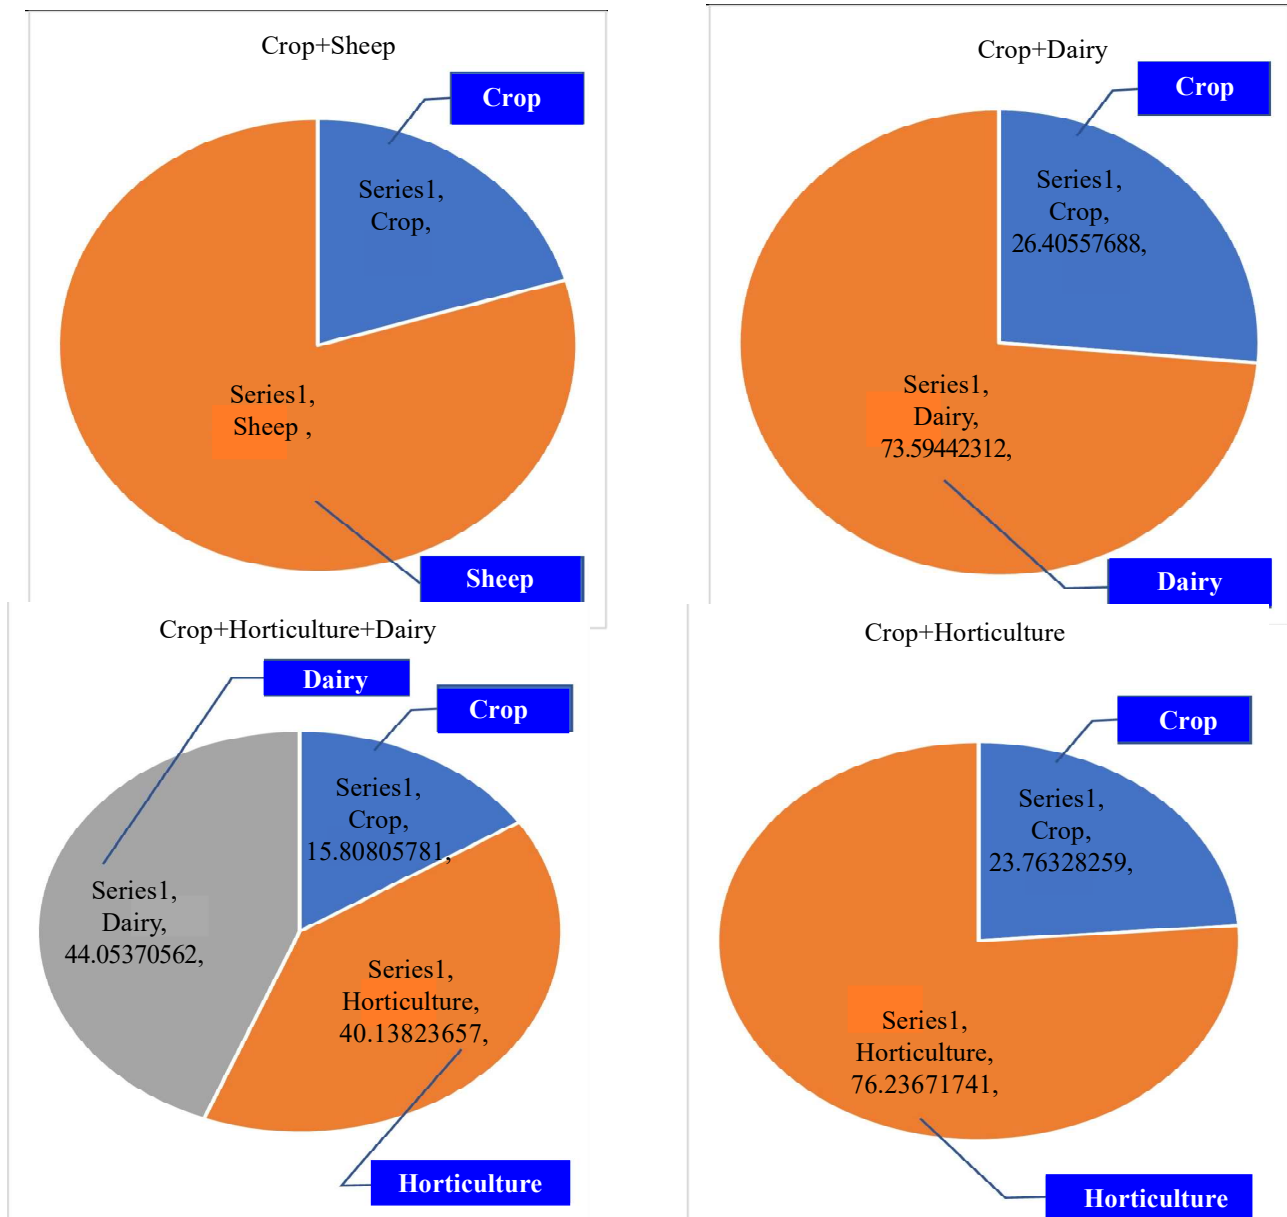 Crop+Sheep
Crop
Series1,
Crop,
Series1,
Sheep ,
Sheep
Crop+Dairy
Crop
Series1,
Crop,
26.40557688,
Series1,
Dairy,
73.59442312,
Dairy
Crop+Horticulture+Dairy
Dairy
Crop
Series1,
Crop,
15.80805781,
Series1,
Dairy,
44.05370562,
Series1,
Horticulture,
40.13823657,
Horticulture
Crop+Horticulture
Crop
Series1,
Crop,
23.76328259,
Series1,
Horticulture,
76.23671741,
Horticulture